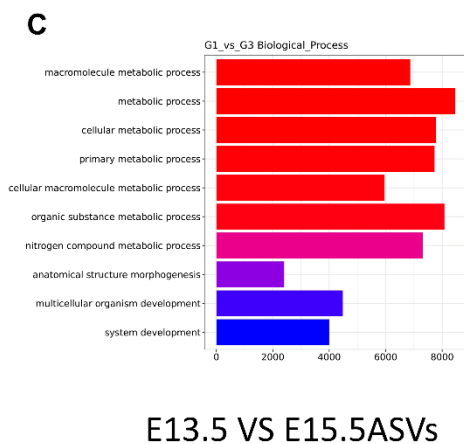 C
G1_vs_G3 Biological_Process
macromolecule metabolic process
metabolic process
cellular metabolic process
primary metabolic process
cellular macromolecule metabolic process
organic substance metabolic process
nitrogen compound metabolic process
anatomical structure morphogenesis
multicellular organism development
system development
0 2000 4000 6000 8000
E13.5 VS E15.5ASVs